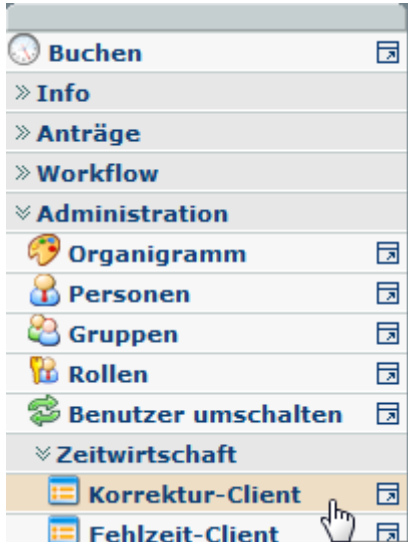 Buchen
Info
Anträge
Workflow
Administration
Organigramm
Personen
Gruppen
Rollen
Benutzer umschalten
Zeitwirtschaft
Korrektur-Client
Fehlzeit-Client